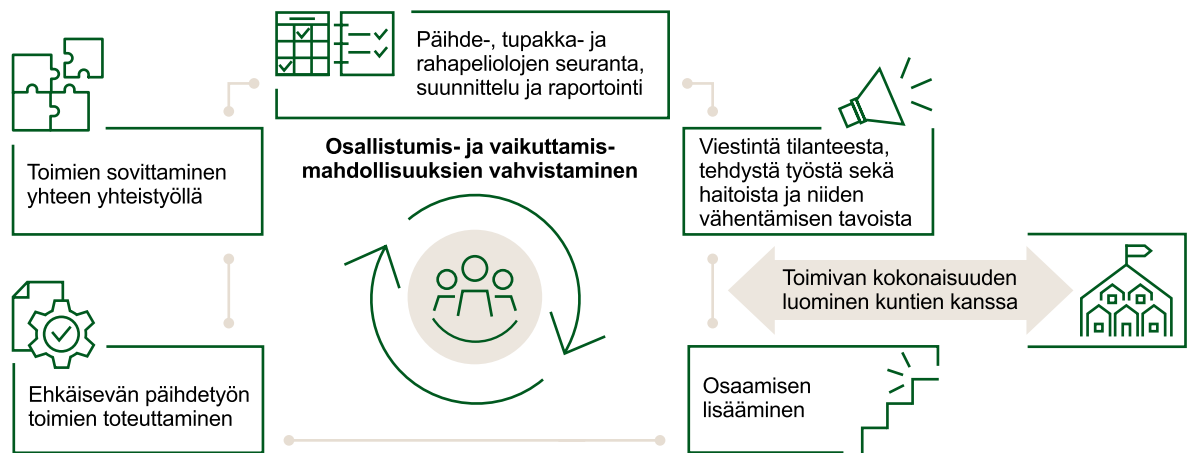 Päihde-, tupakka- ja
rahapeliolojen seuranta,
suunnittelu ja raportointi
Osallistumis- ja vaikuttamis-
mahdollisuuksien vahvistaminen
Toimien sovittaminen
yhteen yhteistyöllä
Viestintä tilanteesta,
tehdystä työstä sekä
haitoista ja niiden
vähentämisen tavoista
Toimivan kokonaisuuden
luominen kuntien kanssa
Ehkäisevän päihdetyön
toimien toteuttaminen
Osaamisen
lisääminen